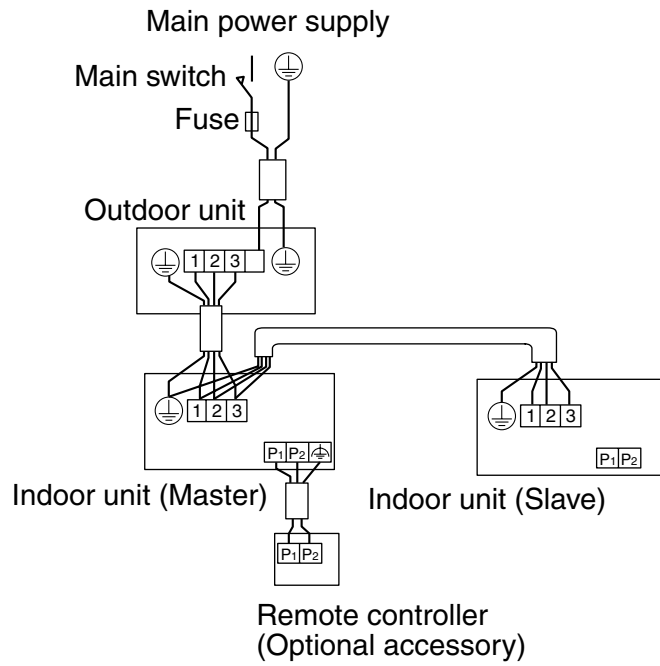 Main power supply
Main switch
Fuse
Outdoor unit
1 2 3
1 2 3
1 2 3
P1 P2
P1 P2
Indoor unit (Master)
Indoor unit (Slave)
P1 P2
Remote controller
(Optional accessory)